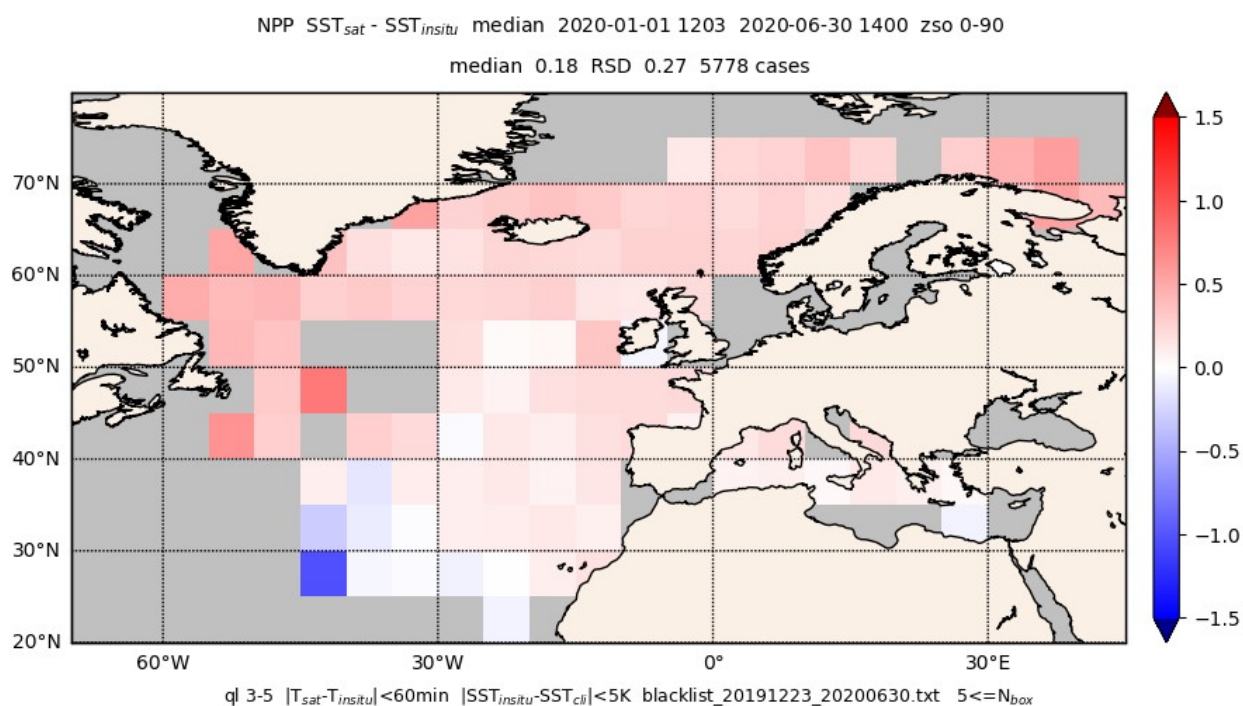 NPP SST_sat - SST_insitu median 2020-01-01 1203 2020-06-30 1400 zso 0-90
median 0.18 RSD 0.27 5778 cases
1.5
70°N
1.0
60°N
0.5
50°N
0.0
40°N
−0.5
30°N
−1.0
20°N
−1.5
60°W 30°W 0° 30°E
ql 3-5 |T_sat-T_insitu|<60min |SST_insitu-SST_cli|<5K blacklist_20191223_20200630.txt 5<=N_box